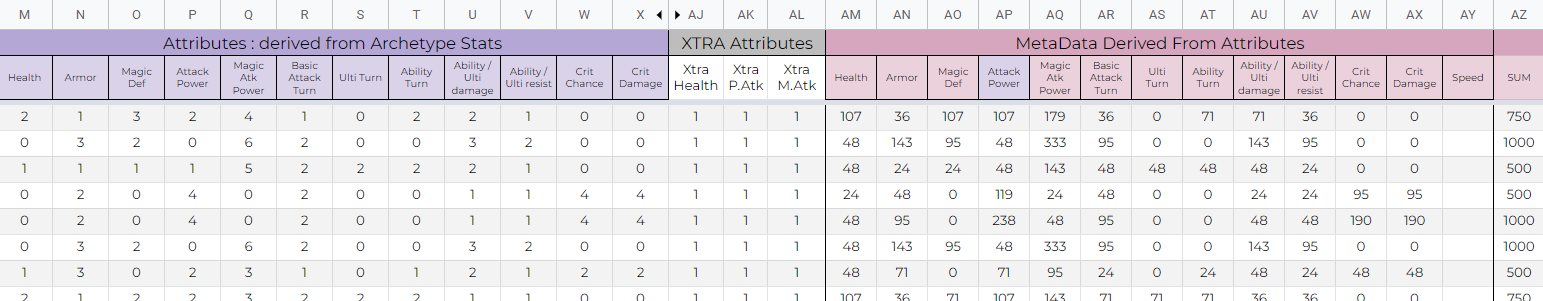 M N O P Q R S T U V W X AJ AK AL AM AN AO AP AQ AR AS AT AU AV AW AX AY AZ
Attributes : derived from Archetype Stats XTRA Attributes MetaData Derived From Attributes
Health Armor Magic Def Attack Power Magic Atk Power Basic Attack Turn Ulti Turn Ability Turn Ability / Ulti damage Ability / Ulti resist Crit Chance Crit Damage Xtra Health Xtra P.Atk Xtra M.Atk Health Armor Magic Def Attack Power Magic Atk Power Basic Attack Turn Ulti Turn Ability Turn Ability / Ulti damage Ability / Ulti resist Crit Chance Crit Damage Speed SUM
2 1 3 2 4 1 0 2 2 1 0 0 1 1 1 107 36 107 107 179 36 0 71 71 36 0 0 750
0 3 2 0 6 2 0 0 3 2 0 0 1 1 1 48 143 95 48 333 95 0 0 143 95 0 0 1000
1 1 1 1 5 2 2 2 2 1 0 0 1 1 1 48 24 24 48 143 48 48 48 48 24 0 0 500
0 2 0 4 0 2 0 0 1 1 4 4 1 1 1 24 48 0 119 24 48 0 0 24 24 95 95 500
0 2 0 4 0 2 0 0 1 1 4 4 1 1 1 48 95 0 238 48 95 0 0 48 48 190 190 1000
0 3 2 0 6 2 0 0 3 2 0 0 1 1 1 48 143 95 48 333 95 0 0 143 95 0 0 1000
1 3 0 2 3 1 0 1 2 1 2 2 1 1 1 48 71 0 71 95 24 0 24 48 24 48 48 500
2 1 2 2 3 2 2 2 1 1 0 0 1 1 1 107 36 71 107 143 71 71 71 36 36 0 0 750